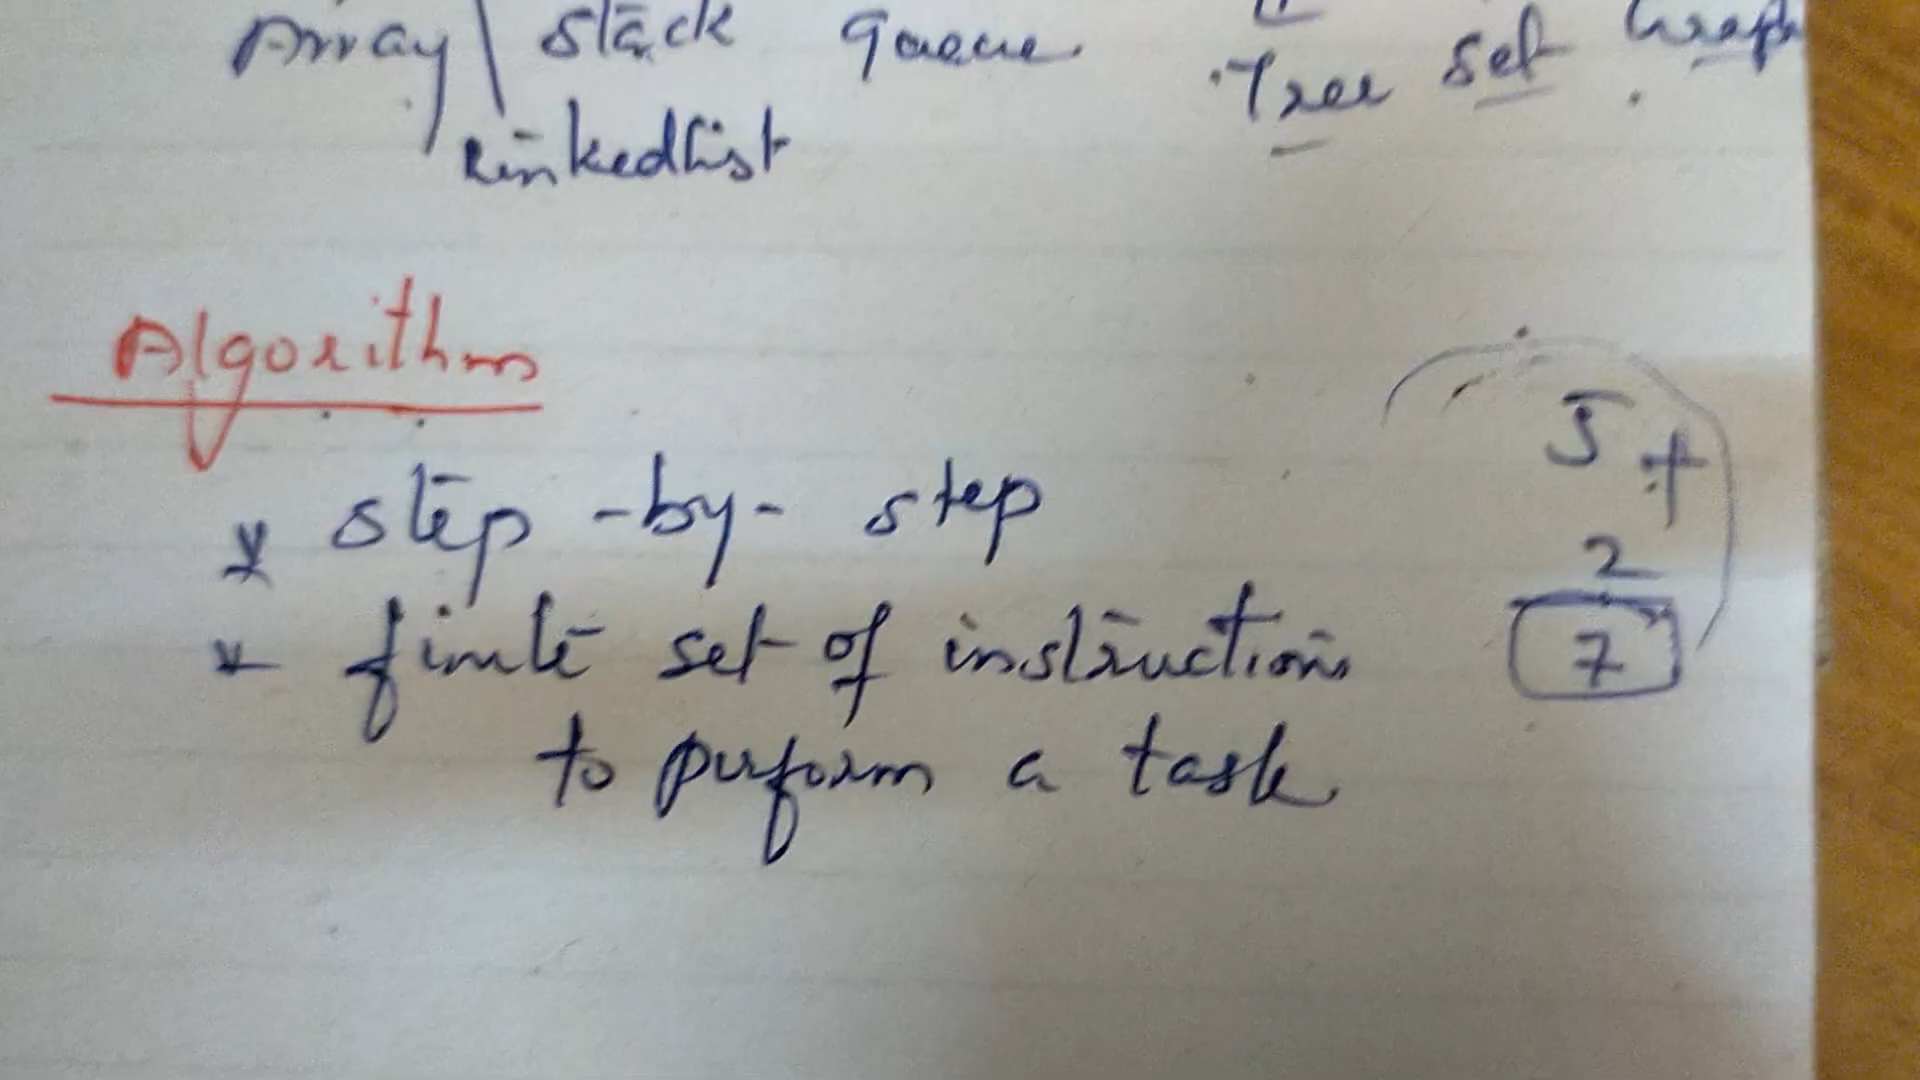 Array stack queue Tree set Graph
Linkedlist
Algorithm
* step-by-step
* finite set of instructions
to perform a task
5 +
2
7